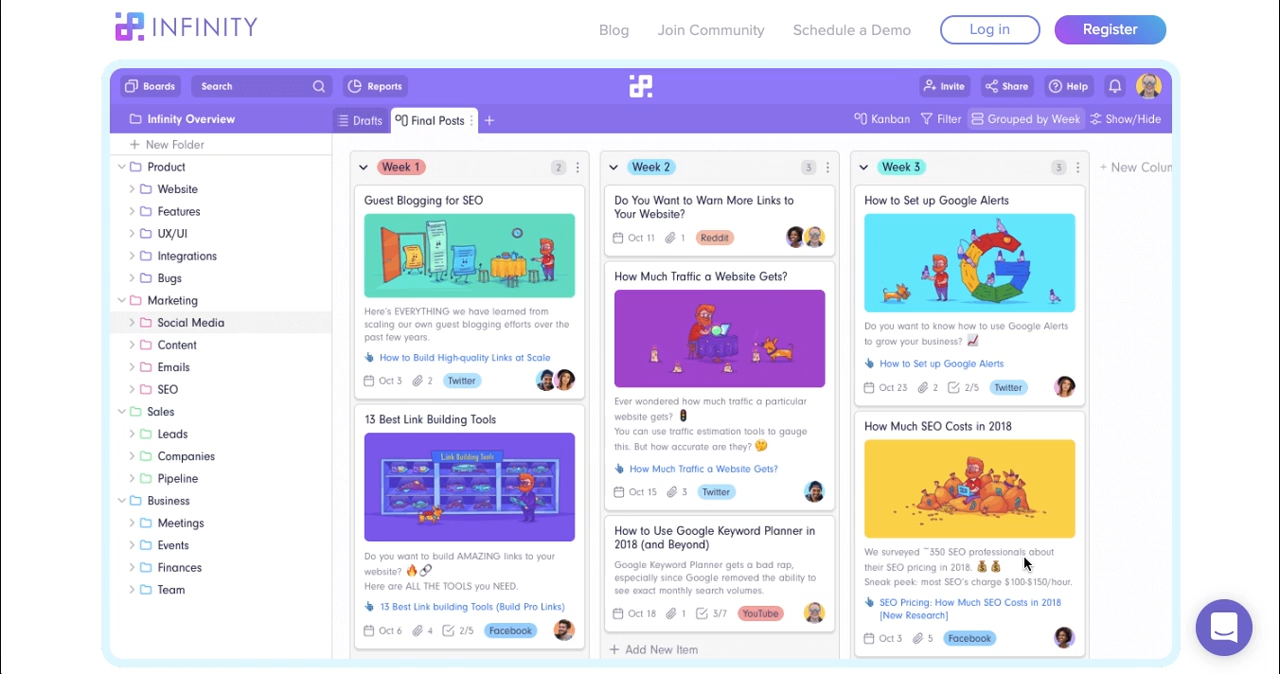 INFINITY
Blog
Join Community
Schedule a Demo
Log in
Register
Boards
Search
Reports
Invite
Share
Help
Infinity Overview
Drafts
Final Posts
Kanban
Filter
Grouped by Week
Show/Hide
+ New Folder
Product
Website
Features
UX/UI
Integrations
Bugs
Marketing
Social Media
Content
Emails
SEO
Sales
Leads
Companies
Pipeline
Business
Meetings
Events
Finances
Team
Week 1
2
Guest Blogging for SEO
Here's EVERYTHING we have learned from
scaling our own guest blogging efforts over the
past few years.
How to Build High-quality Links at Scale
Oct 3
2
Twitter
13 Best Link Building Tools
Link Building Tools
Do you want to build AMAZING links to your
website? 🔥🔗
Here are ALL THE TOOLS you NEED.
13 Best Link building Tools (Build Pro Links)
Oct 6
4
2/5
Facebook
Week 2
3
Do You Want to Warn More Links to
Your Website?
Oct 11
1
Reddit
How Much Traffic a Website Gets?
Ever wondered how much traffic a particular
website gets? 🚦
You can use traffic estimation tools to gauge
this. But how accurate are they? 🤔
How Much Traffic a Website Gets?
Oct 15
3
Twitter
How to Use Google Keyword Planner in
2018 (and Beyond)
Google Keyword Planner gets a bad rap,
especially since Google removed the ability to
see exact monthly search volumes.
Oct 18
1
3/7
YouTube
+ Add New Item
Week 3
3
How to Set up Google Alerts
Do you want to know how to use Google Alerts
to grow your business? 📈
How to Set up Google Alerts
Oct 23
2
2/5
Twitter
How Much SEO Costs in 2018
We surveyed ~350 SEO professionals about
their SEO pricing in 2018. 💰💰
Sneak peek: most SEO's charge $100-$150/hour.
SEO Pricing: How Much SEO Costs in 2018
[New Research]
Oct 3
5
Facebook
+ New Colum